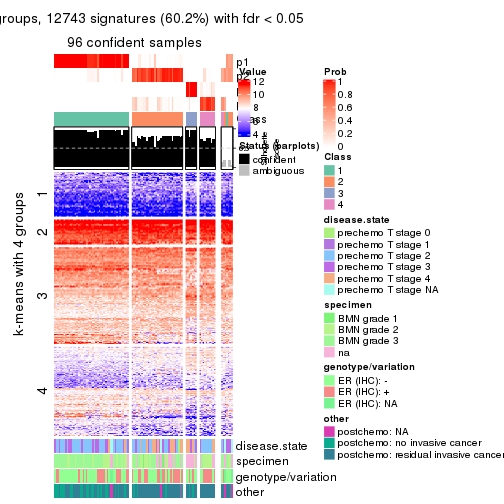 groups, 12743 signatures (60.2%) with fdr < 0.05
96 confident samples
p1
p2
Value
12
10
8
6
4
Status (barplots)
confident
ambiguous
Prob
1
0.8
0.6
0.4
0.2
0
Class
1
2
3
4
disease.state
prechemo T stage 0
prechemo T stage 1
prechemo T stage 2
prechemo T stage 3
prechemo T stage 4
prechemo T stage NA
specimen
BMN grade 1
BMN grade 2
BMN grade 3
na
genotype/variation
ER (IHC): -
ER (IHC): +
ER (IHC): NA
other
postchemo: NA
postchemo: no invasive cancer
postchemo: residual invasive cancer
k-means with 4 groups
1
2
3
4
disease.state
specimen
genotype/variation
other